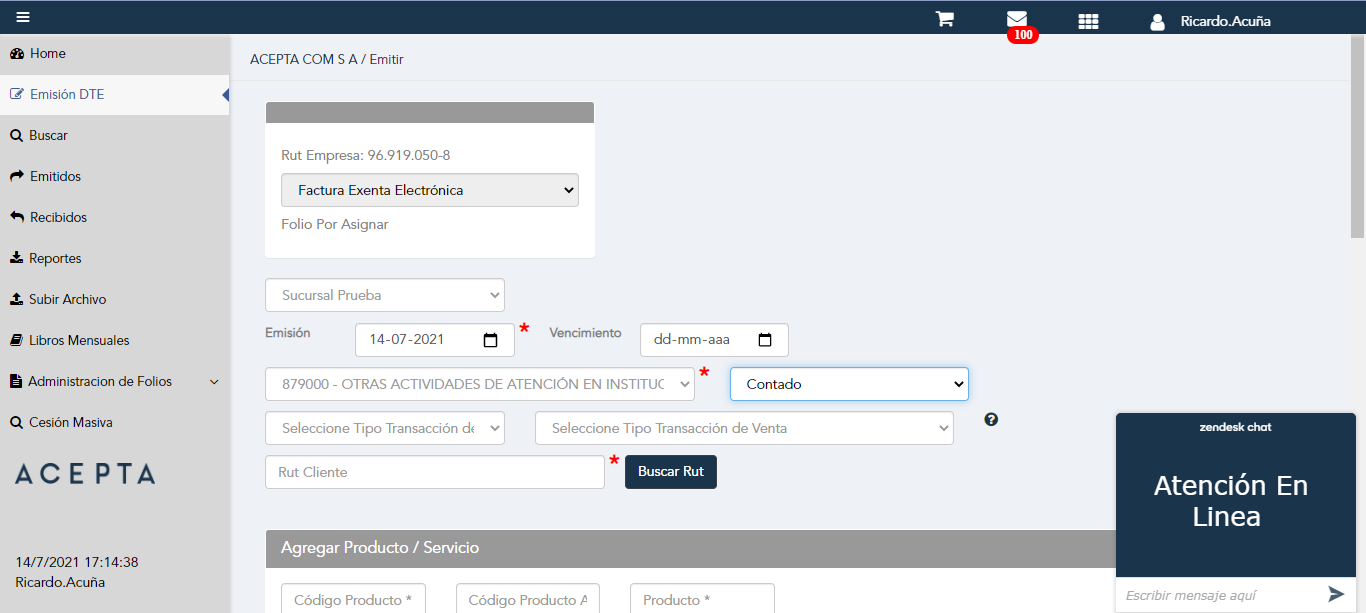 Ricardo.Acuña
100
Home
Emisión DTE
Buscar
Emitidos
Recibidos
Reportes
Subir Archivo
Libros Mensuales
Administracion de Folios
Cesión Masiva
ACEPTA
14/7/2021 17:14:38
Ricardo.Acuña
ACEPTA COM S A / Emitir
Rut Empresa: 96.919.050-8
Factura Exenta Electrónica
Folio Por Asignar
Sucursal Prueba
Emisión 14-07-2021 * Vencimiento dd-mm-aaa
879000 - OTRAS ACTIVIDADES DE ATENCIÓN EN INSTITUC * Contado
Seleccione Tipo Transacción de Seleccione Tipo Transacción de Venta ?
Rut Cliente * Buscar Rut
Agregar Producto / Servicio
Código Producto * Código Producto A Producto *
zendesk chat
Atención En
Linea
Escribir mensaje aquí